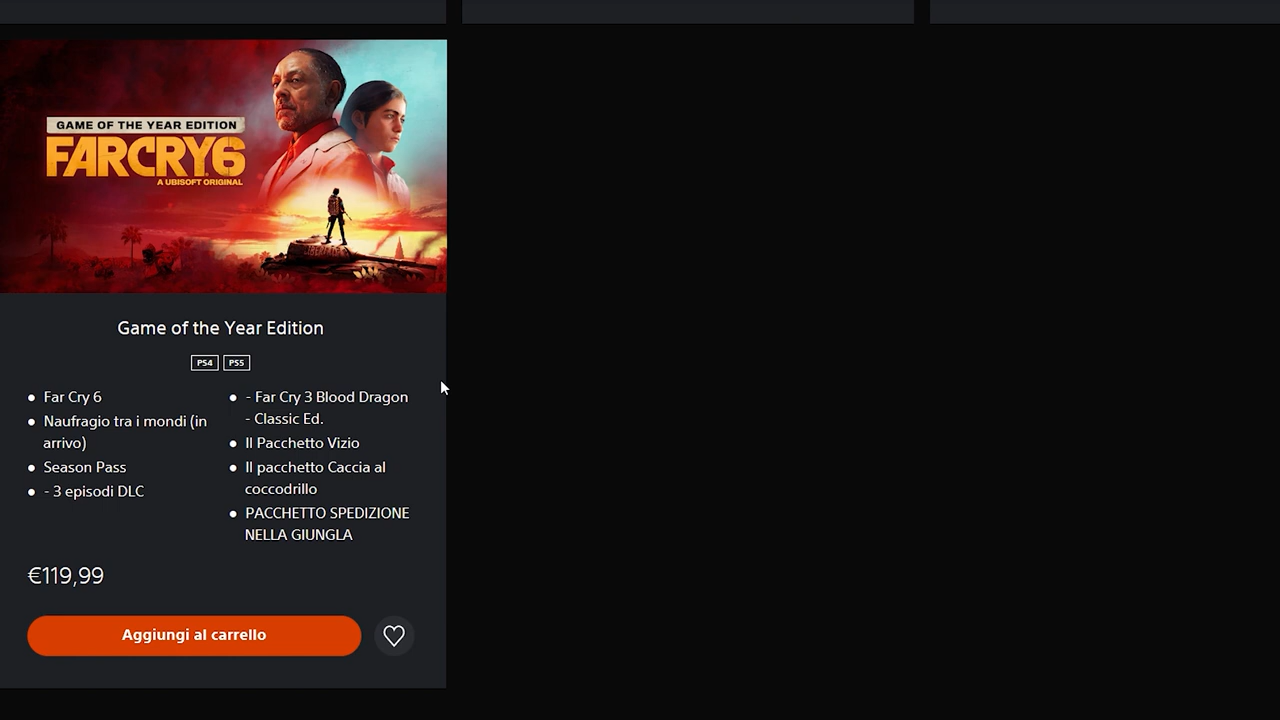 GAME OF THE YEAR EDITION
FARCRY6
A UBISOFT ORIGINAL
Game of the Year Edition
PS4 PS5
• Far Cry 6
• Naufragio tra i mondi (in
arrivo)
• Season Pass
• - 3 episodi DLC
• - Far Cry 3 Blood Dragon
- Classic Ed.
• Il Pacchetto Vizio
• Il pacchetto Caccia al
coccodrillo
• PACCHETTO SPEDIZIONE
NELLA GIUNGLA
€119,99
Aggiungi al carrello